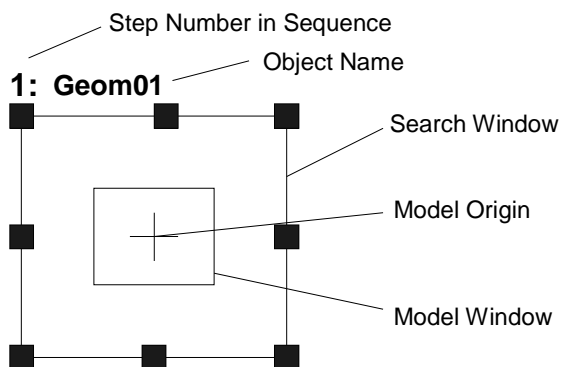 Step Number in Sequence
Object Name
1: Geom01
Search Window
Model Origin
Model Window